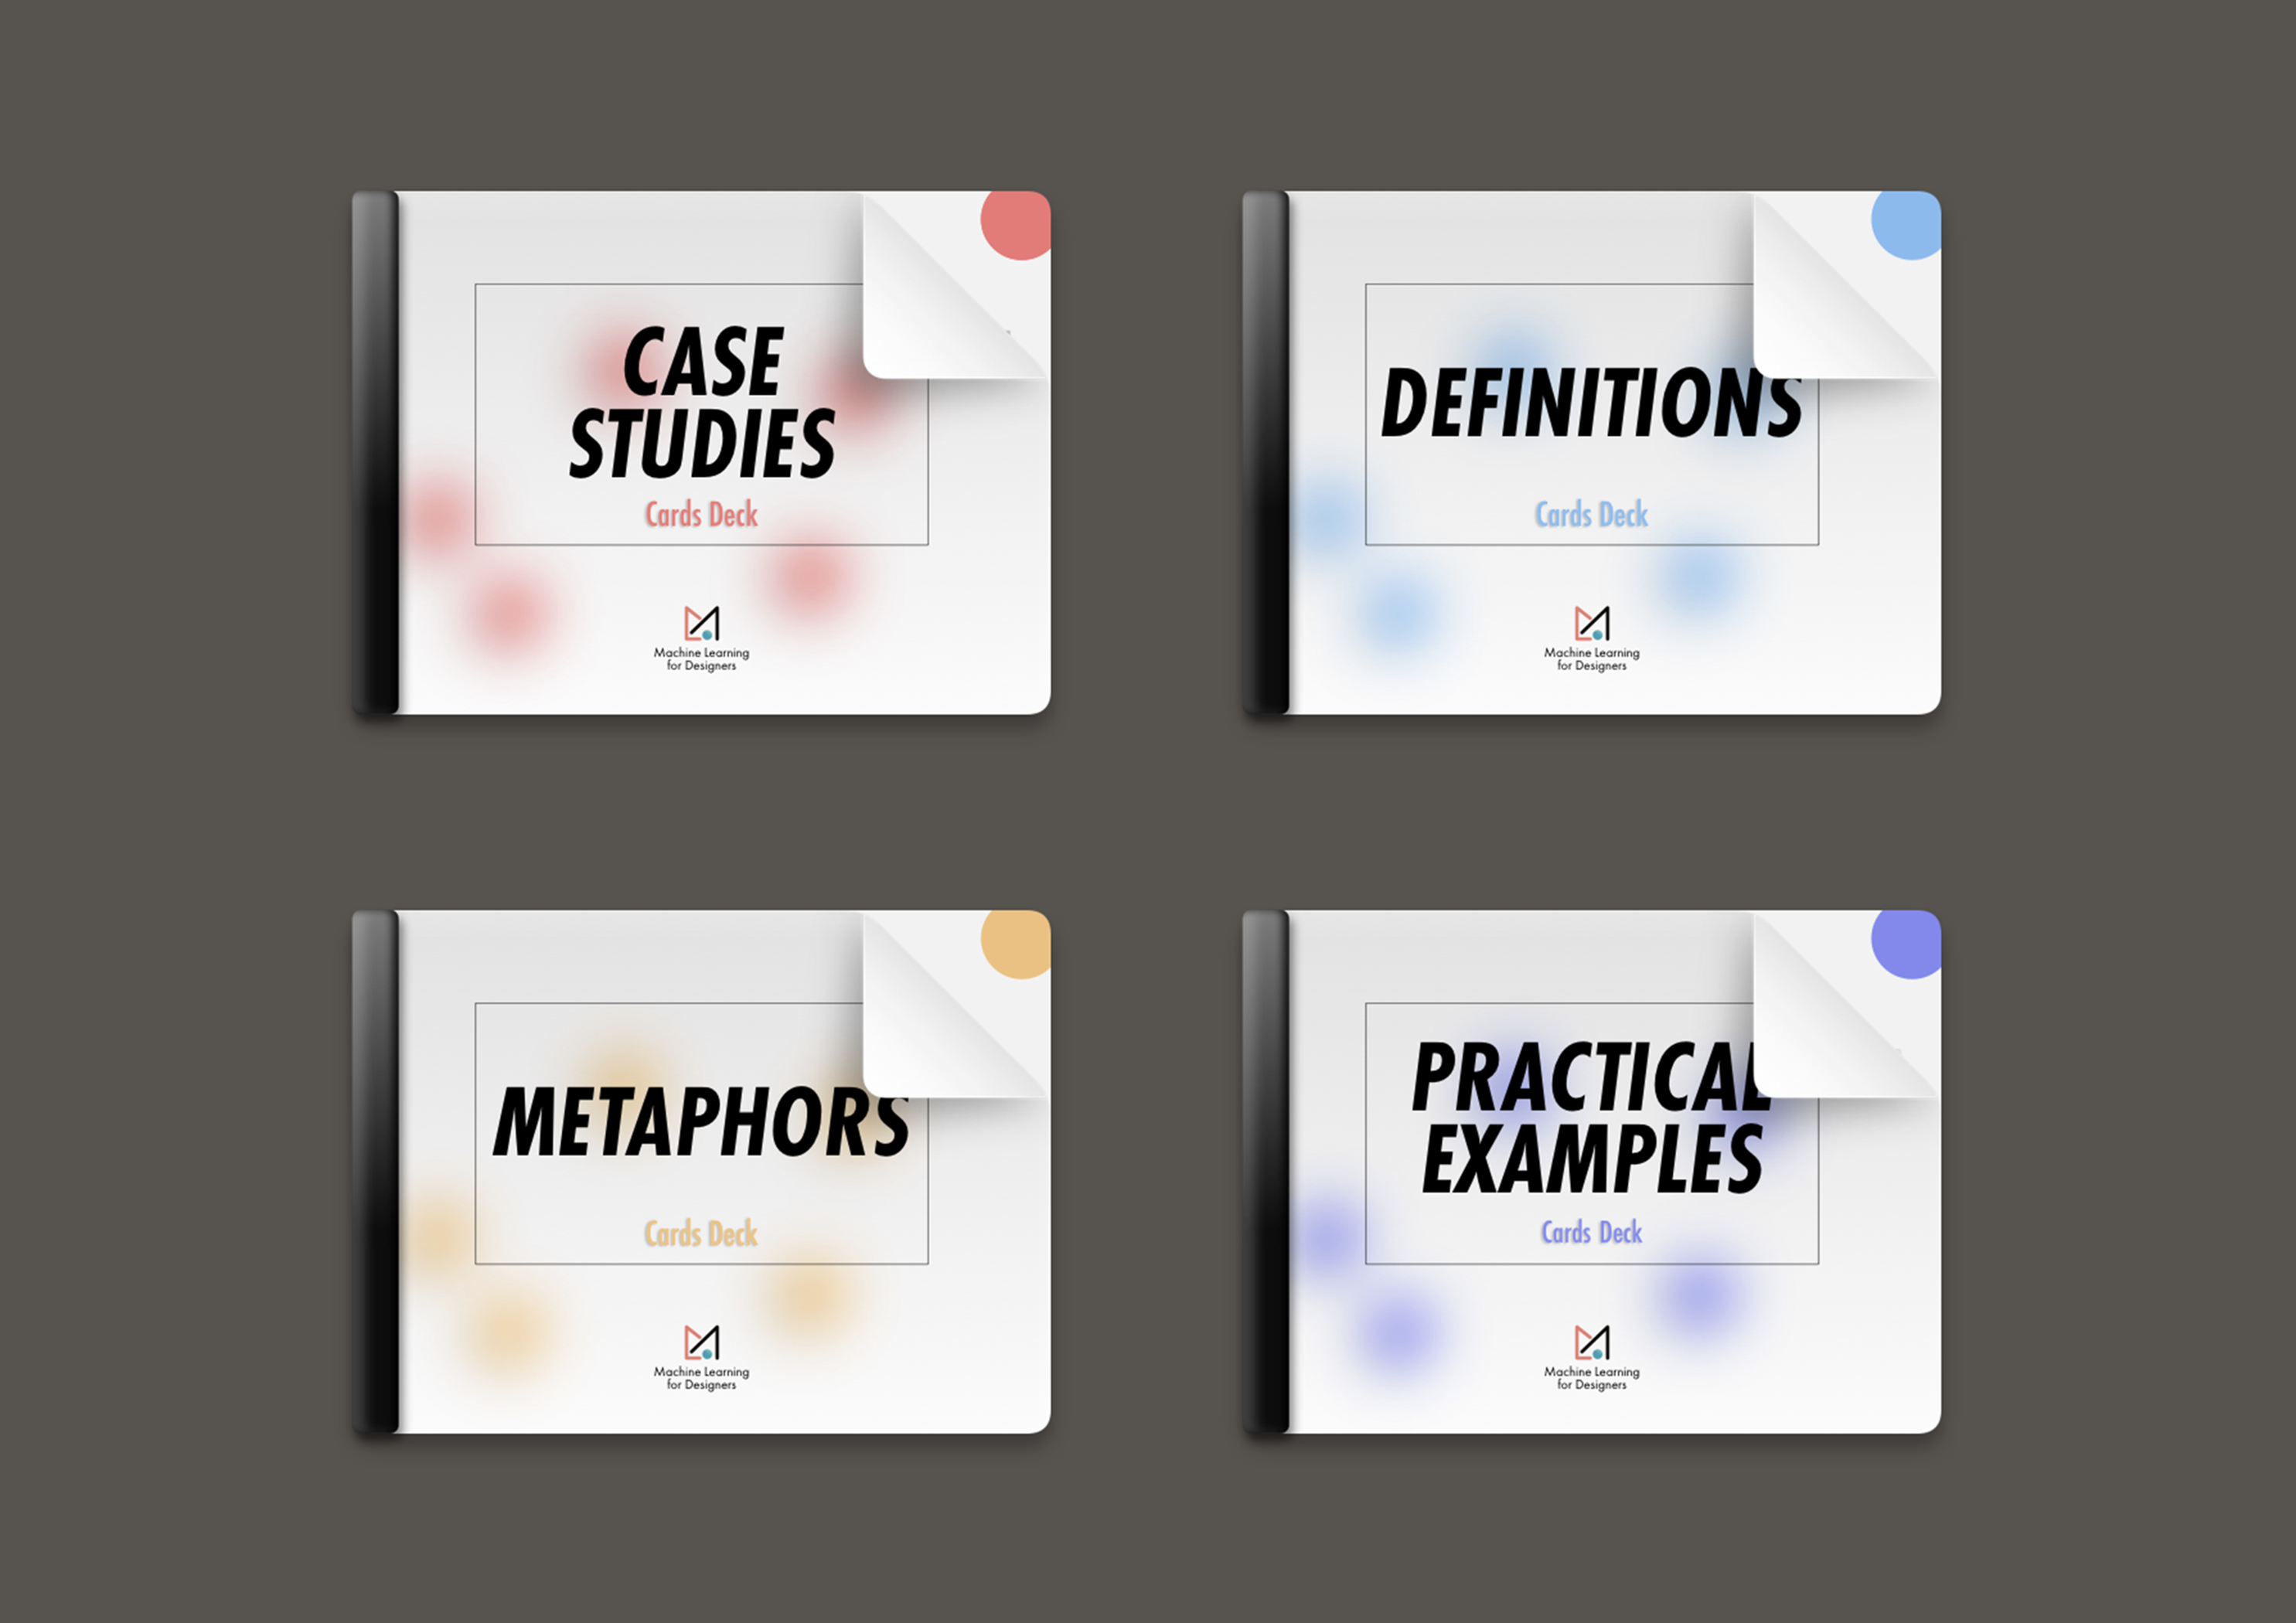 CASE
STUDIES
Cards Deck
Machine Learning
for Designers
DEFINITIONS
Cards Deck
Machine Learning
for Designers
METAPHORS
Cards Deck
Machine Learning
for Designers
PRACTICAL
EXAMPLES
Cards Deck
Machine Learning
for Designers